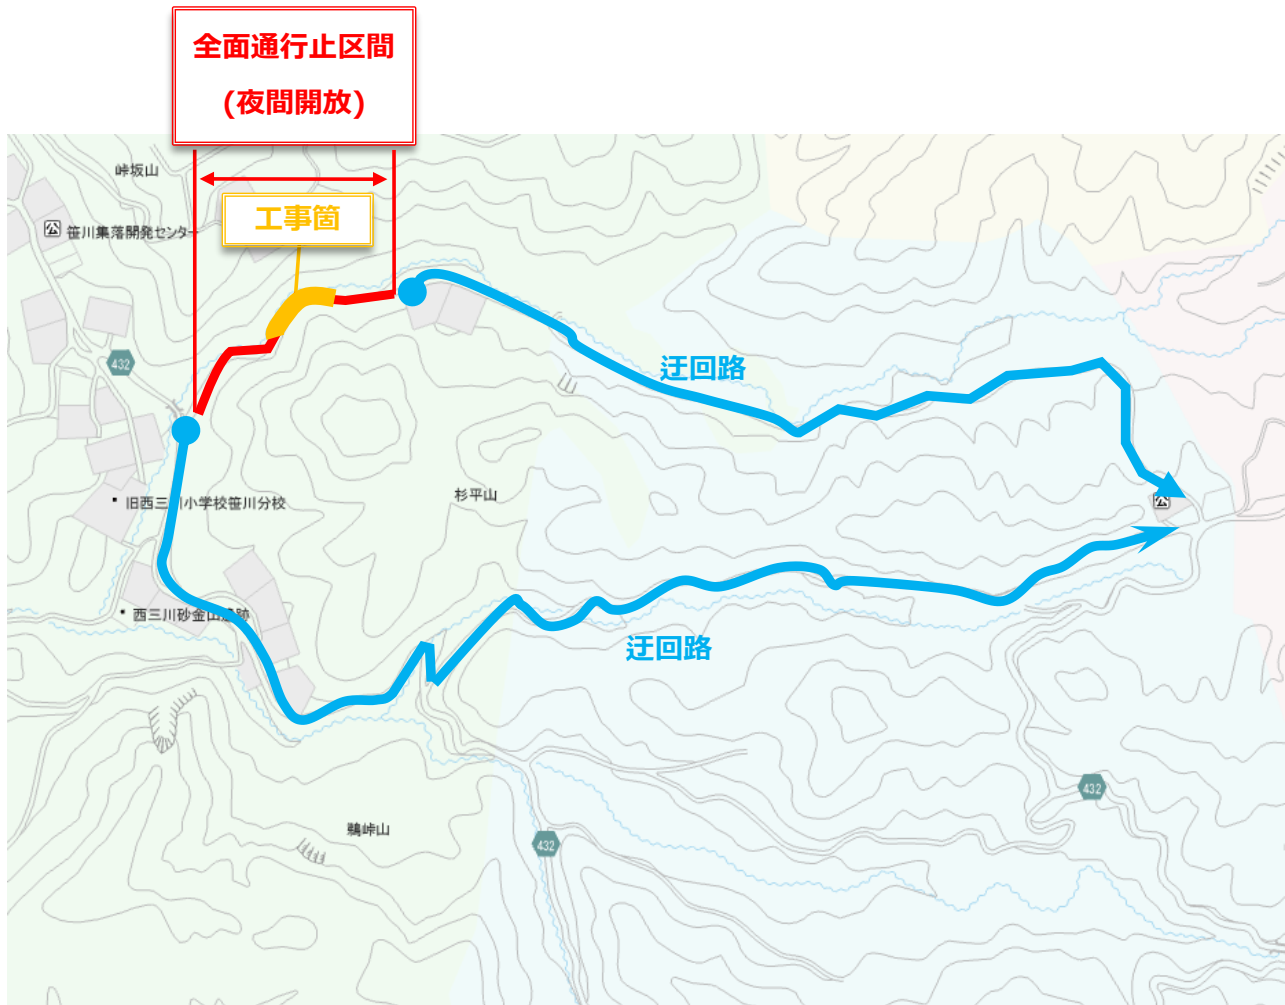 全面通行止区間
(夜間開放)
峠坂山
工事箇
公 笹川集落開発センター
432
迂回路
杉平山
旧西三川小学校笹川分校
公
西三川砂金山遺跡
迂回路
432
鶴峠山
432